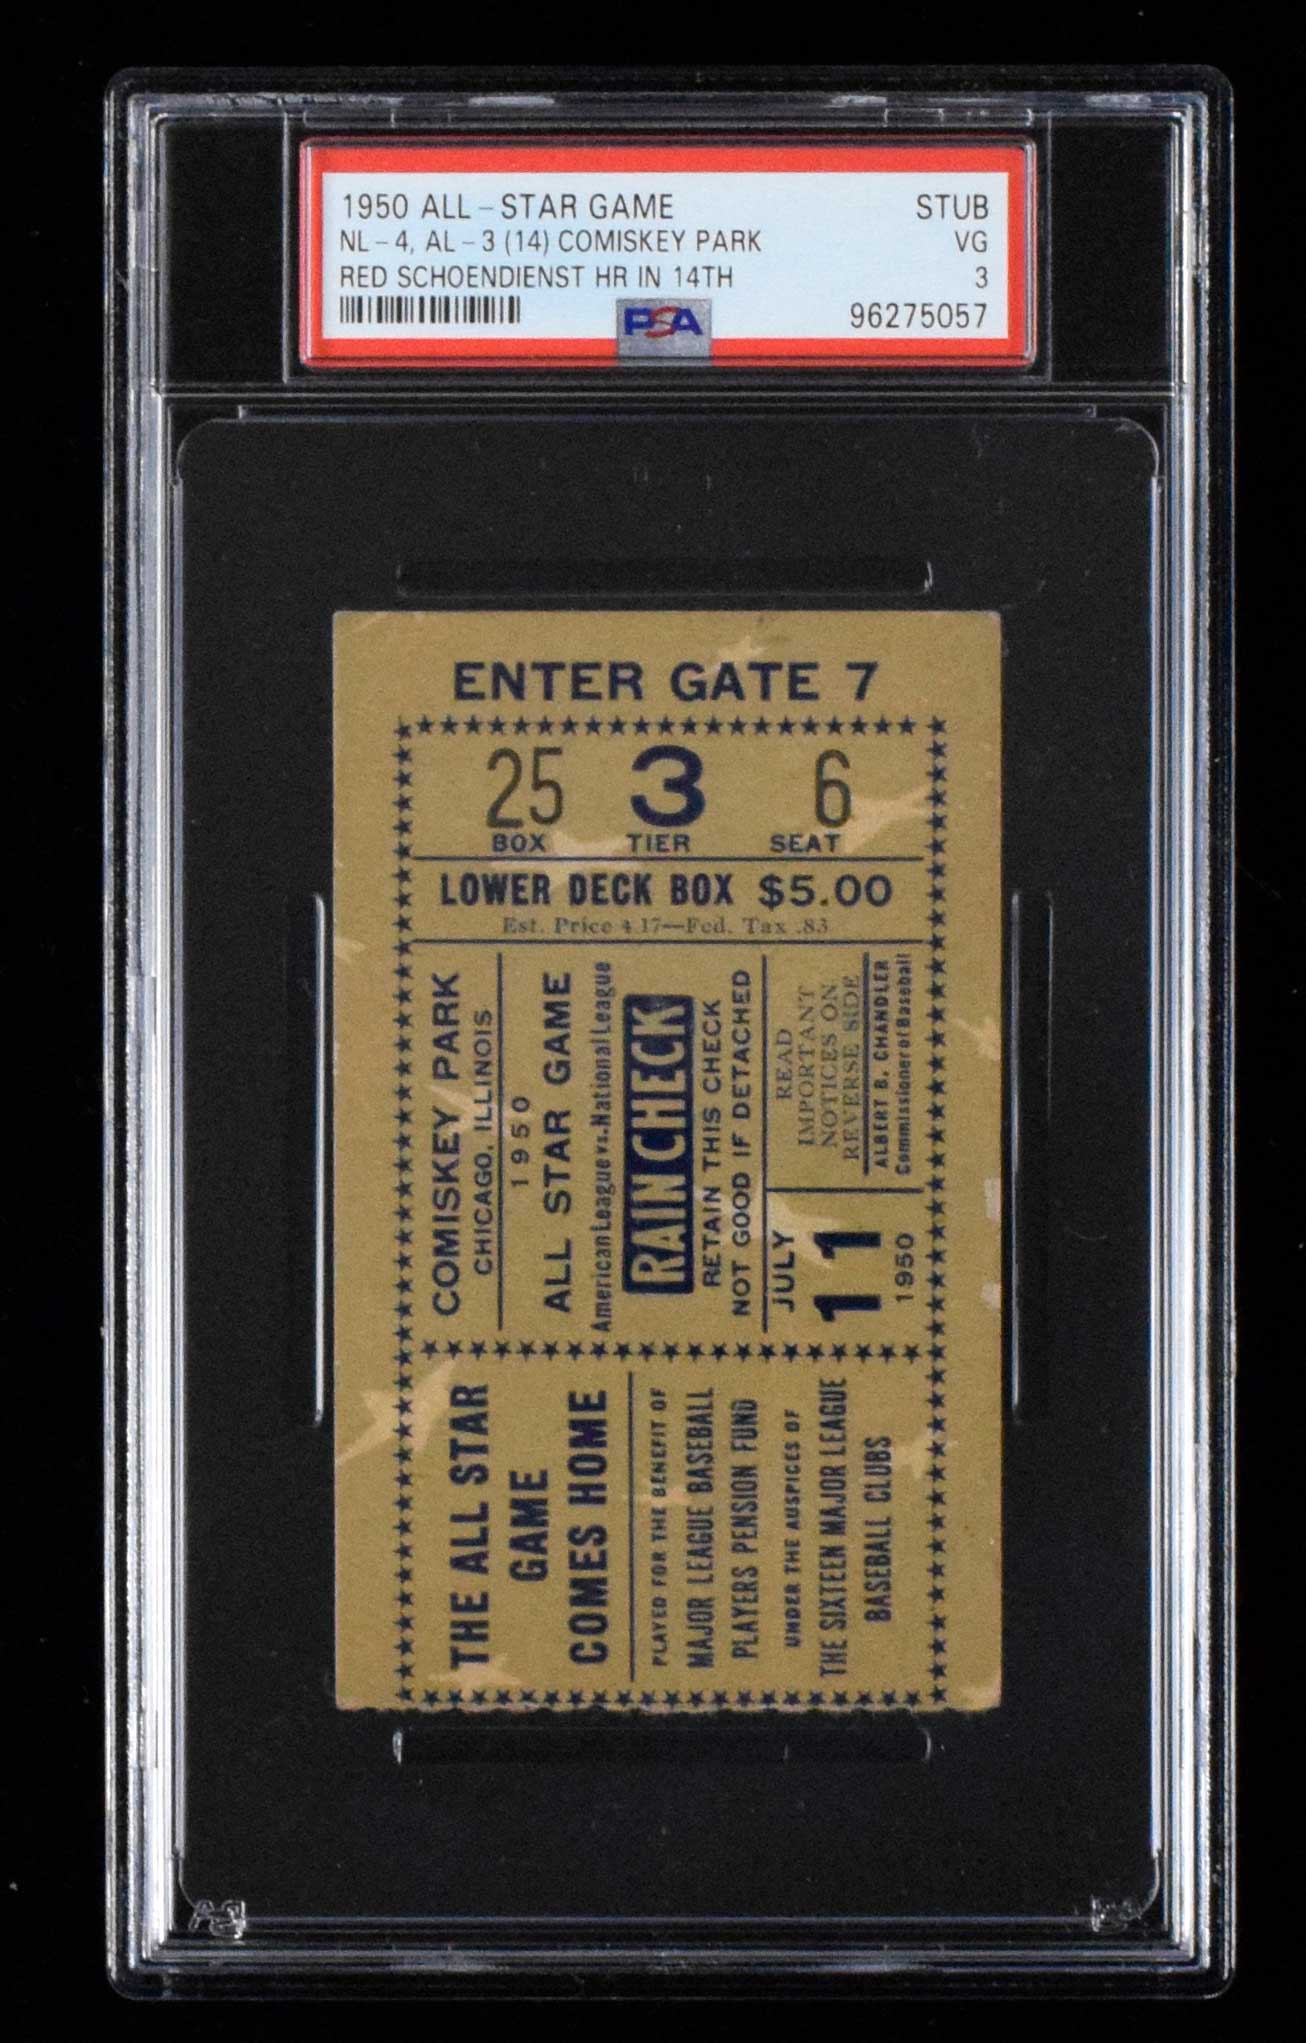 1950 ALL-STAR GAME STUB
NL-4, AL-3 (14) COMISKEY PARK VG
RED SCHOENDIENST HR IN 14TH 3
PSA 96275057
ENTER GATE 7
25 3 6
BOX TIER SEAT
LOWER DECK BOX $5.00
Est. Price 4.17—Fed. Tax .83
COMISKEY PARK
CHICAGO, ILLINOIS
1950
ALL STAR GAME
American League vs. National League
RAIN CHECK
RETAIN THIS CHECK
NOT GOOD IF DETACHED
READ
IMPORTANT
NOTICES ON
REVERSE SIDE
ALBERT B. CHANDLER
Commissioner of Baseball
JULY
11
1950
THE ALL STAR
GAME
COMES HOME
PLAYED FOR THE BENEFIT OF
MAJOR LEAGUE BASEBALL
PLAYERS PENSION FUND
UNDER THE AUSPICES OF
THE SIXTEEN MAJOR LEAGUE
BASEBALL CLUBS